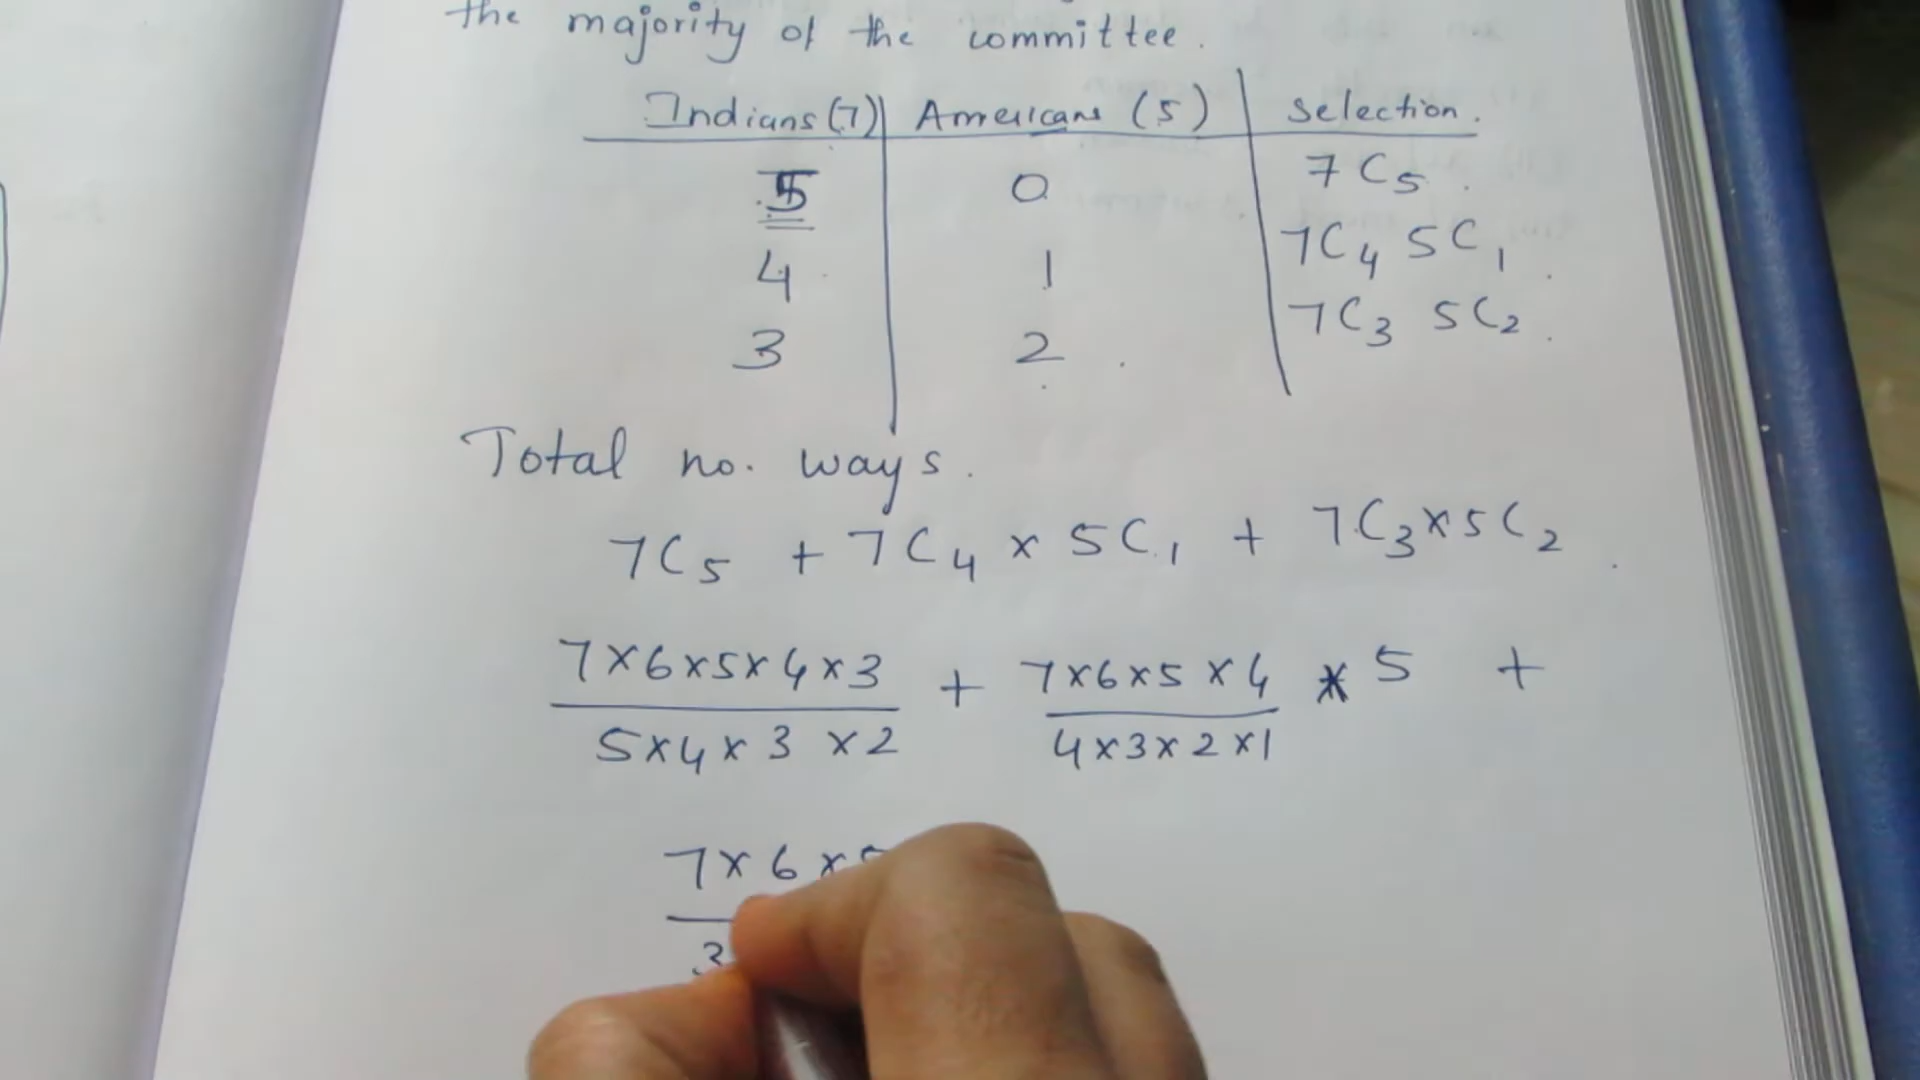 the majority of the committee.
Indians (7) Americans (5) Selection.
5 0 7C5
4 1 7C4 5C1
3 2 7C3 5C2
Total no. ways.
7C5 + 7C4 × 5C1 + 7C3 × 5C2
7×6×5×4×3 + 7×6×5×4 × 5 +
5×4×3×2 4×3×2×1
7×6×5
3